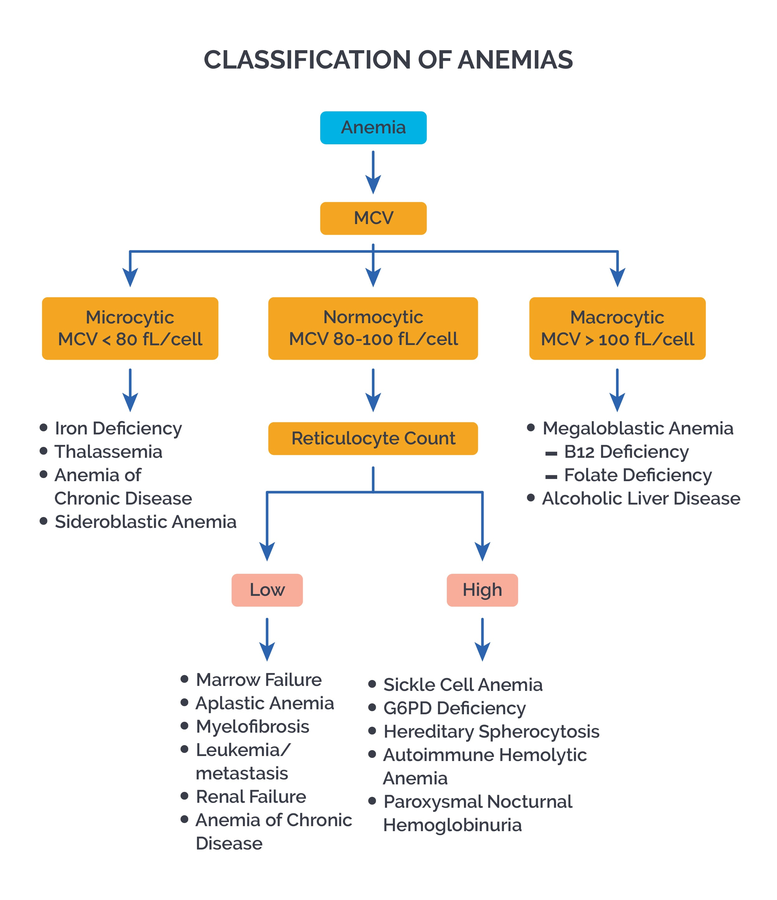 CLASSIFICATION OF ANEMIAS
Anemia
MCV
Microcytic
MCV < 80 fL/cell
Normocytic
MCV 80-100 fL/cell
Macrocytic
MCV > 100 fL/cell
• Iron Deficiency
• Thalassemia
• Anemia of
Chronic Disease
• Sideroblastic Anemia
Reticulocyte Count
• Megaloblastic Anemia
– B12 Deficiency
– Folate Deficiency
• Alcoholic Liver Disease
Low
High
• Marrow Failure
• Aplastic Anemia
• Myelofibrosis
• Leukemia/
metastasis
• Renal Failure
• Anemia of Chronic
Disease
• Sickle Cell Anemia
• G6PD Deficiency
• Hereditary Spherocytosis
• Autoimmune Hemolytic
Anemia
• Paroxysmal Nocturnal
Hemoglobinuria